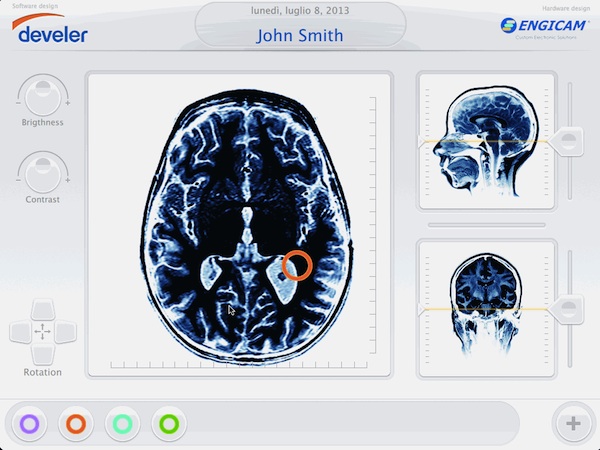 Software design
develer
lunedì, luglio 8, 2013
John Smith
Hardware design
ENGICAM
Brigthness
- +
Contrast
- +
Rotation